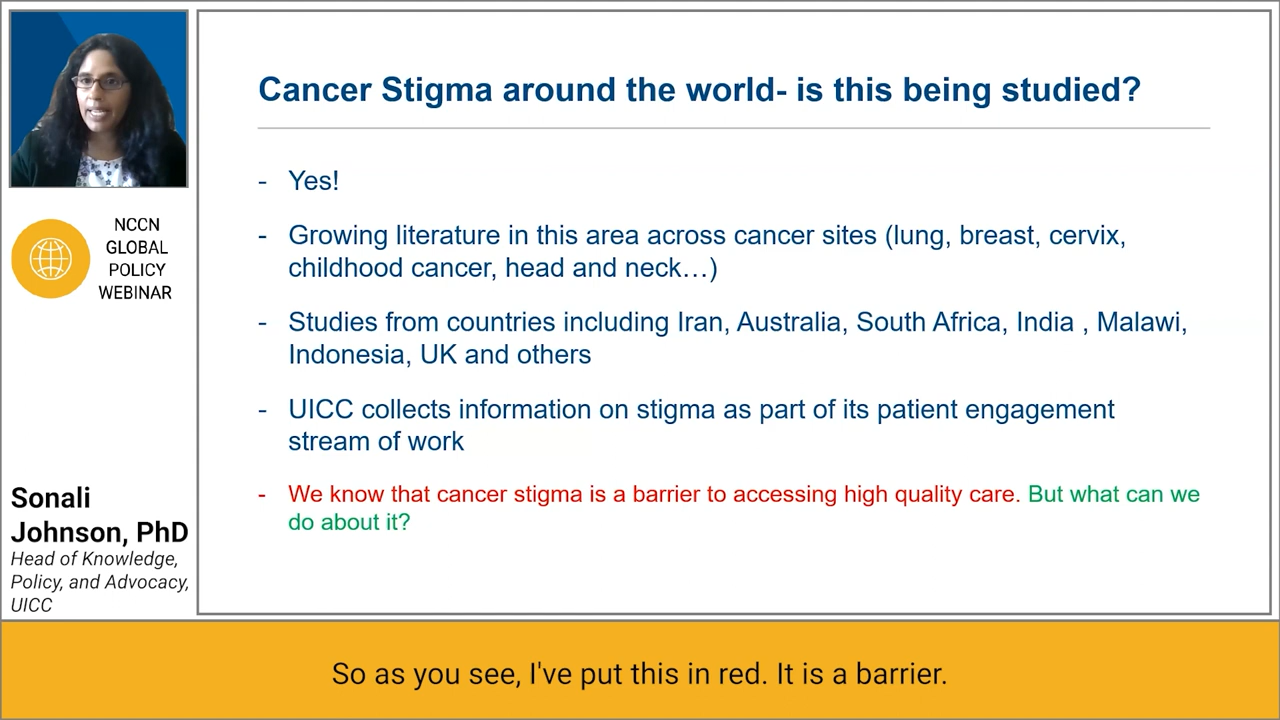 Cancer Stigma around the world- is this being studied?
- Yes!
- Growing literature in this area across cancer sites (lung, breast, cervix,
childhood cancer, head and neck…)
- Studies from countries including Iran, Australia, South Africa, India , Malawi,
Indonesia, UK and others
- UICC collects information on stigma as part of its patient engagement
stream of work
- We know that cancer stigma is a barrier to accessing high quality care. But what can we
do about it?
NCCN
GLOBAL
POLICY
WEBINAR
Sonali
Johnson, PhD
Head of Knowledge,
Policy, and Advocacy,
UICC
So as you see, I've put this in red. It is a barrier.